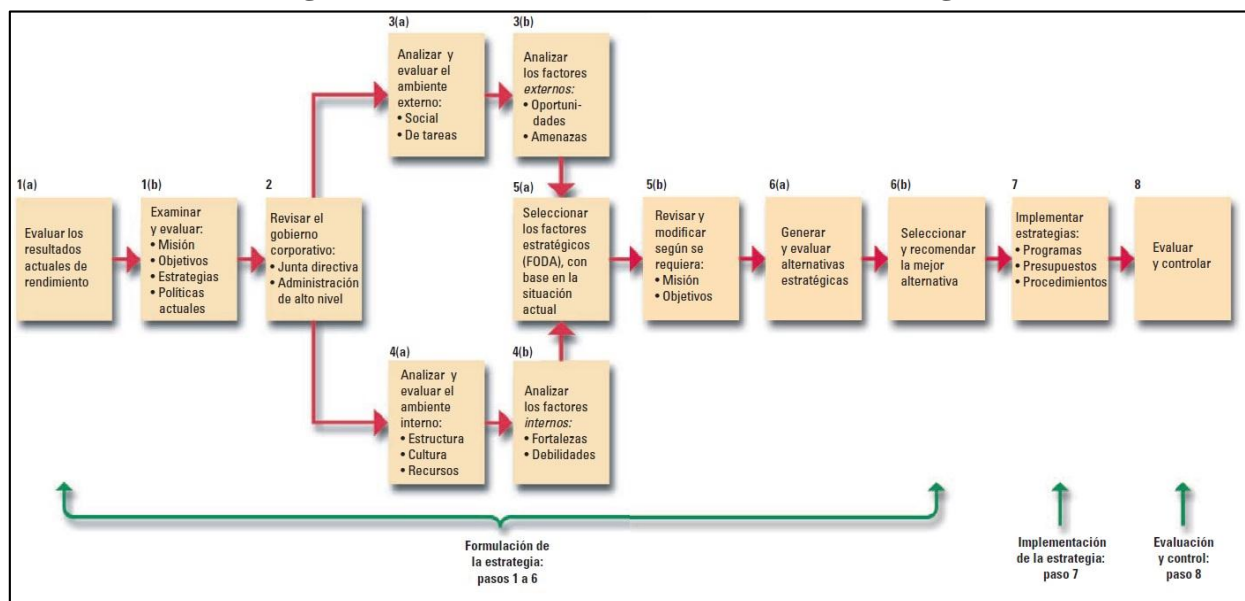 3(a)
Analizar y
evaluar el
ambiente
externo:
• Social
• De tareas
3(b)
Analizar
los factores
externos:
• Oportuni-
dades
• Amenazas
1(a)
Evaluar los
resultados
actuales de
rendimiento
1(b)
Examinar
y evaluar:
• Misión
• Objetivos
• Estrategias
• Políticas
actuales
2
Revisar el
gobierno
corporativo:
• Junta directiva
• Administración
de alto nivel
5(a)
Seleccionar
los factores
estratégicos
(FODA), con
base en la
situación
actual
5(b)
Revisar y
modificar
según se
requiera:
• Misión
• Objetivos
6(a)
Generar
y evaluar
alternativas
estratégicas
6(b)
Seleccionar
y recomendar
la mejor
alternativa
7
Implementar
estrategias:
• Programas
• Presupuestos
• Procedimientos
8
Evaluar
y controlar
4(a)
Analizar y
evaluar el
ambiente
interno:
• Estructura
• Cultura
• Recursos
4(b)
Analizar
los factores
internos:
• Fortalezas
• Debilidades
Formulación de
la estrategia:
pasos 1 a 6
Implementación
de la estrategia:
paso 7
Evaluación
y control:
paso 8